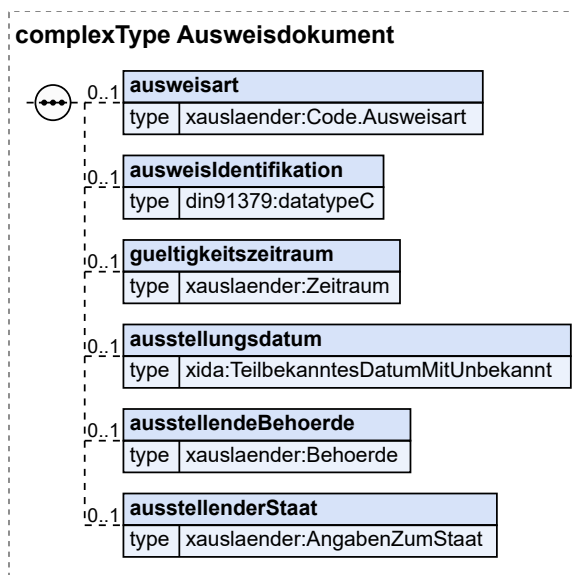 complexType Ausweisdokument
0..1 ausweisart
type xauslaender:Code.Ausweisart
0..1 ausweisIdentifikation
type din91379:datatypeC
0..1 gueltigkeitszeitraum
type xauslaender:Zeitraum
0..1 ausstellungsdatum
type xida:TeilbekanntesDatumMitUnbekannt
0..1 ausstellendeBehoerde
type xauslaender:Behoerde
0..1 ausstellenderStaat
type xauslaender:AngabenZumStaat